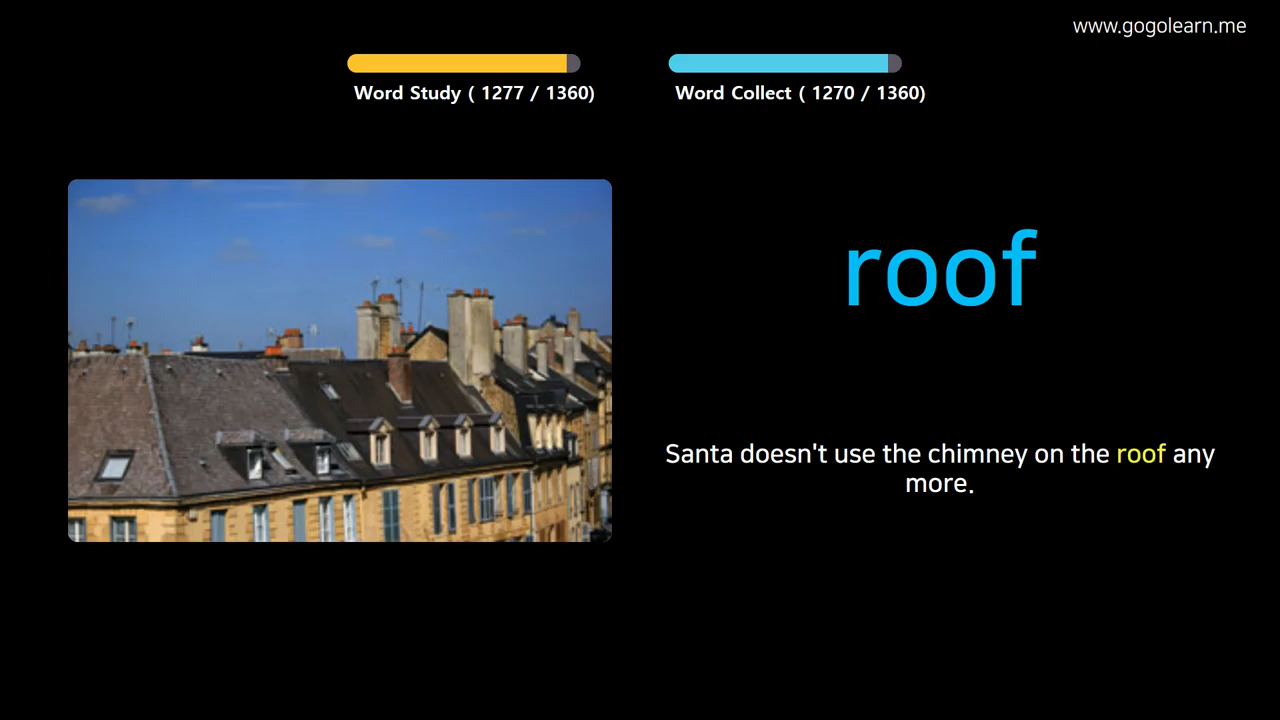 www.gogolearn.me
Word Study ( 1277 / 1360)
Word Collect ( 1270 / 1360)
roof
Santa doesn't use the chimney on the roof any
more.